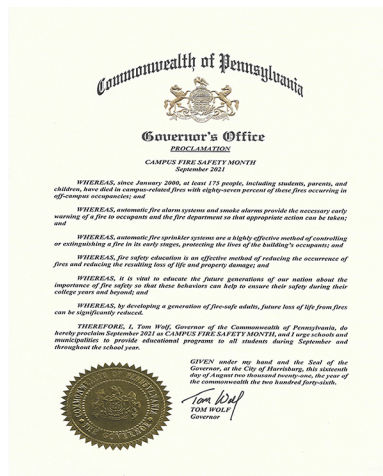 Commonwealth of Pennsylvania
Governor's Office
PROCLAMATION
CAMPUS FIRE SAFETY MONTH
September 2021
WHEREAS, since January 2000, at least 175 people, including students, parents, and
children, have died in campus-related fires with eighty-seven percent of these fires occurring in
off-campus occupancies; and
WHEREAS, automatic fire alarm systems and smoke alarms provide the necessary early
warning of a fire to occupants and the fire department so that appropriate action can be taken;
and
WHEREAS, automatic fire sprinkler systems are a highly effective method of controlling
or extinguishing a fire in its early stages, protecting the lives of the building's occupants; and
WHEREAS, fire safety education is an effective method of reducing the occurrence of
fires and reducing the resulting loss of life and property damage; and
WHEREAS, it is vital to educate the future generations of our nation about the
importance of fire safety so that these behaviors can help to ensure their safety during their
college years and beyond; and
WHEREAS, by developing a generation of fire-safe adults, future loss of life from fires
can be significantly reduced.
THEREFORE, I, Tom Wolf, Governor of the Commonwealth of Pennsylvania, do
hereby proclaim September 2021 as CAMPUS FIRE SAFETY MONTH, and I urge schools and
municipalities to provide educational programs to all students during September and
throughout the school year.
GIVEN under my hand and the Seal of the
Governor, at the City of Harrisburg, this sixteenth
day of August two thousand twenty-one, the year of
the commonwealth the two hundred forty-sixth.
Tom Wolf
TOM WOLF
Governor